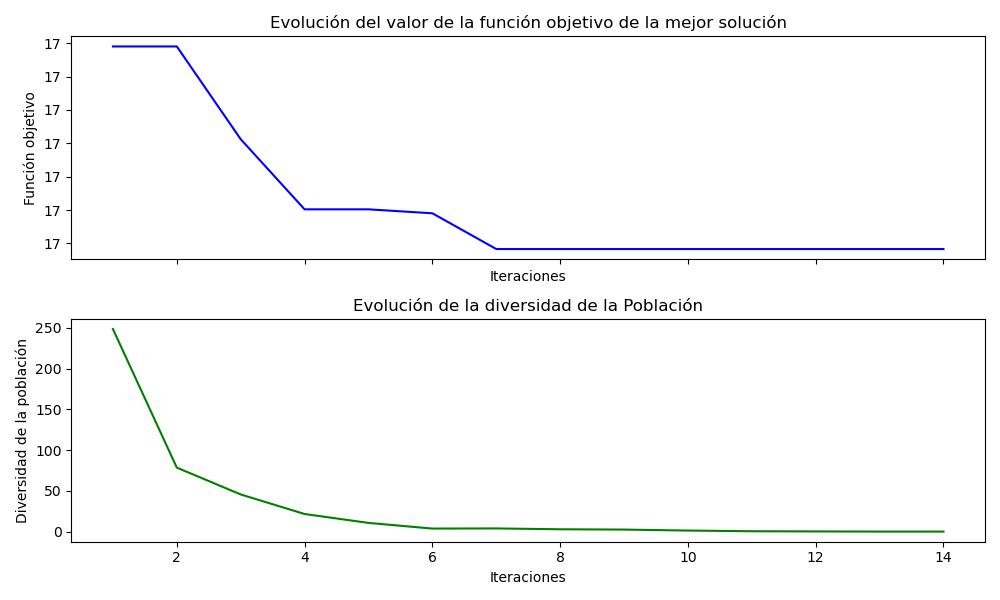 Evolución del valor de la función objetivo de la mejor solución
Función objetivo
17
17
17
17
17
17
17
Iteraciones
Evolución de la diversidad de la Población
Diversidad de la población
250
200
150
100
50
0
2 4 6 8 10 12 14
Iteraciones